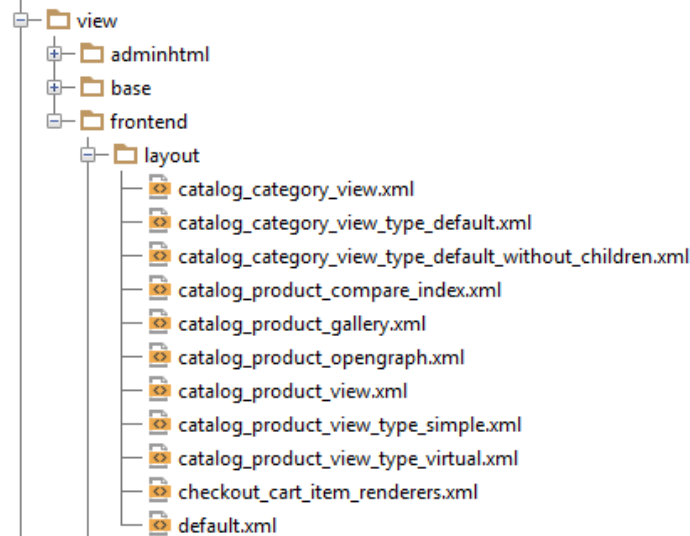 view
adminhtml
base
frontend
layout
catalog_category_view.xml
catalog_category_view_type_default.xml
catalog_category_view_type_default_without_children.xml
catalog_product_compare_index.xml
catalog_product_gallery.xml
catalog_product_opengraph.xml
catalog_product_view.xml
catalog_product_view_type_simple.xml
catalog_product_view_type_virtual.xml
checkout_cart_item_renderers.xml
default.xml